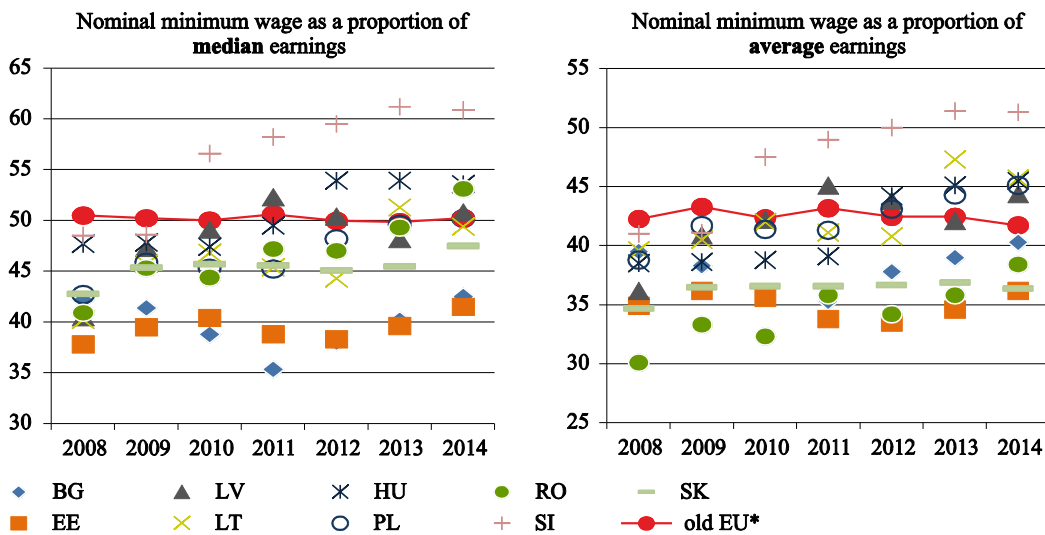 Nominal minimum wage as a proportion of
median earnings
65
60
55
50
45
40
35
30
2008 2009 2010 2011 2012 2013 2014
Nominal minimum wage as a proportion of
average earnings
55
50
45
40
35
30
25
2008 2009 2010 2011 2012 2013 2014
BG LV HU RO SK
EE LT PL SI old EU*